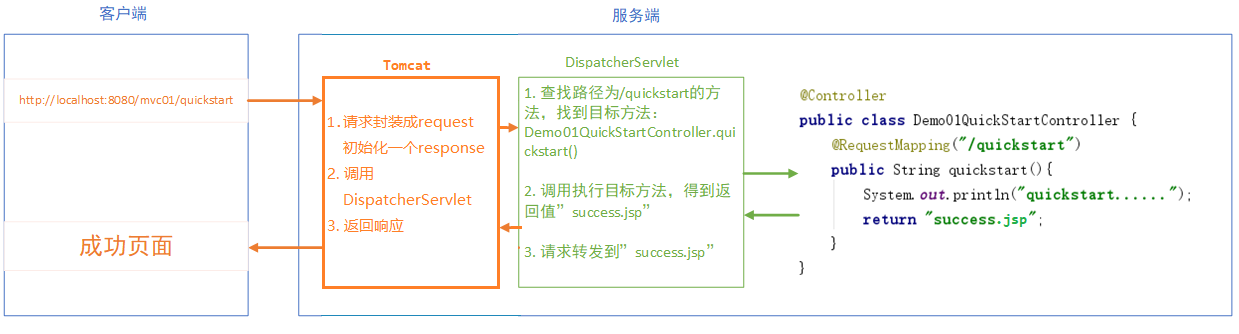 客户端
服务端
http://localhost:8080/mvc01/quickstart
成功页面
Tomcat
1. 请求封装成request
初始化一个response
2. 调用
DispatcherServlet
3. 返回响应
DispatcherServlet
1. 查找路径为/quickstart的方
法，找到目标方法：
Demo01QuickStartController.qui
ckstart()
2. 调用执行目标方法，得到返
回值”success.jsp”
3. 请求转发到”success.jsp”
@Controller
public class Demo01QuickStartController {
@RequestMapping("/quickstart")
public String quickstart(){
System.out.println("quickstart......");
return "success.jsp";
}
}